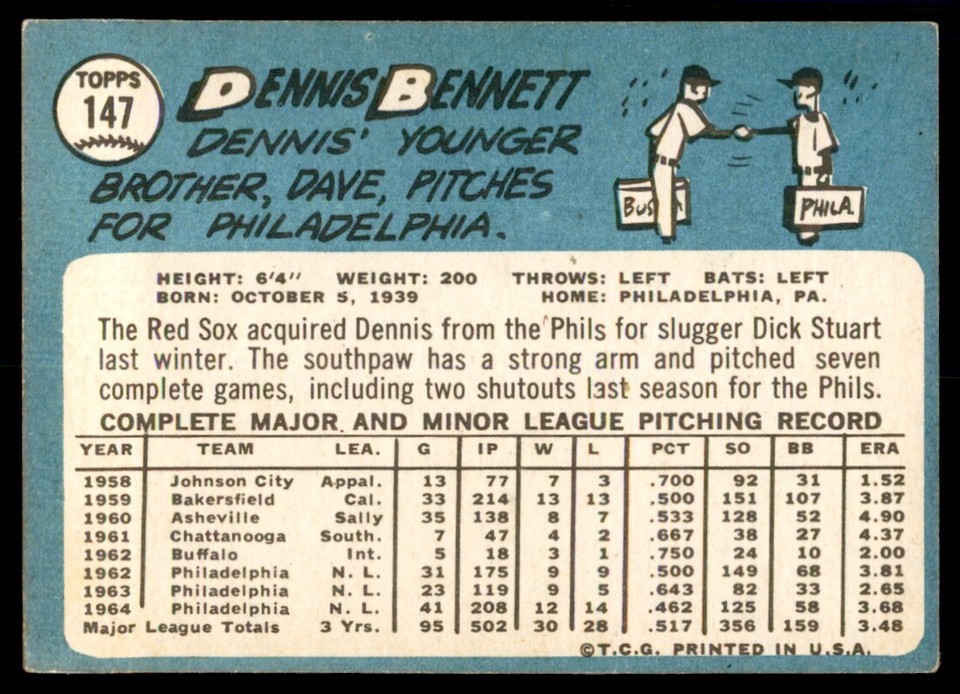 TOPPS
147
DENNIS BENNETT
DENNIS' YOUNGER
BROTHER, DAVE, PITCHES
FOR PHILADELPHIA.
PHILA.
HEIGHT: 6'4" WEIGHT: 200 THROWS: LEFT BATS: LEFT
BORN: OCTOBER 5, 1939 HOME: PHILADELPHIA, PA.
The Red Sox acquired Dennis from the Phils for slugger Dick Stuart
last winter. The southpaw has a strong arm and pitched seven
complete games, including two shutouts last season for the Phils.
COMPLETE MAJOR AND MINOR LEAGUE PITCHING RECORD
YEAR TEAM LEA. G IP W L PCT SO BB ERA
1958 Johnson City Appal. 13 77 7 3 .700 92 31 1.52
1959 Bakersfield Cal. 33 214 13 13 .500 151 107 3.87
1960 Asheville Sally 35 138 8 7 .533 128 52 4.90
1961 Chattanooga South. 7 47 4 2 .667 38 27 4.37
1962 Buffalo Int. 5 18 3 1 .750 24 10 2.00
1962 Philadelphia N. L. 31 175 9 9 .500 149 68 3.81
1963 Philadelphia N. L. 23 119 9 5 .643 82 33 2.65
1964 Philadelphia N. L. 41 208 12 14 .462 125 58 3.68
Major League Totals 3 Yrs. 95 502 30 28 .517 356 159 3.48
©T.C.G. PRINTED IN U.S.A.